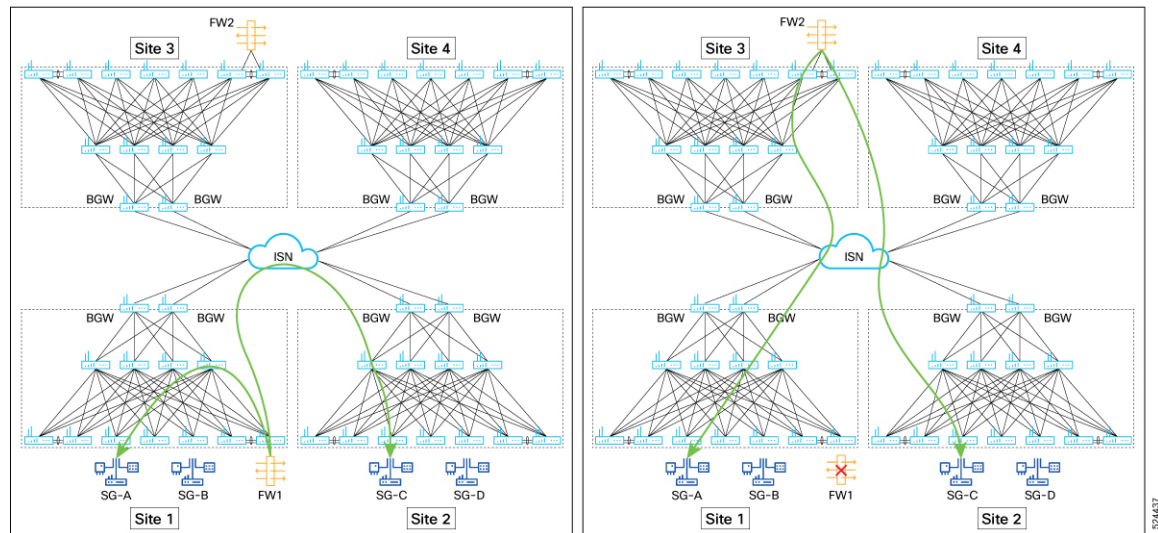 FW2
Site 3
Site 4
BGW
BGW
BGW
BGW
ISN
BGW
BGW
BGW
BGW
SG-A
SG-B
FW1
SG-C
SG-D
Site 1
Site 2
FW2
Site 3
Site 4
BGW
BGW
BGW
BGW
ISN
BGW
BGW
BGW
BGW
SG-A
SG-B
FW1
SG-C
SG-D
Site 1
Site 2
524437